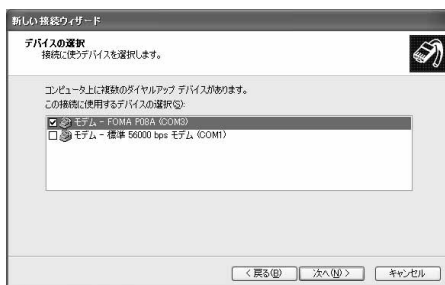 新しい接続ウィザード
デバイスの選択
接続に使うデバイスを選択します。
コンピュータ上に複数のダイヤルアップ デバイスがあります。
この接続に使用するデバイスの選択(S):
モデム - FOMA P08A (COM3)
モデム - 標準 56000 bps モデム (COM1)
< 戻る(B)
次へ(N) >
キャンセル